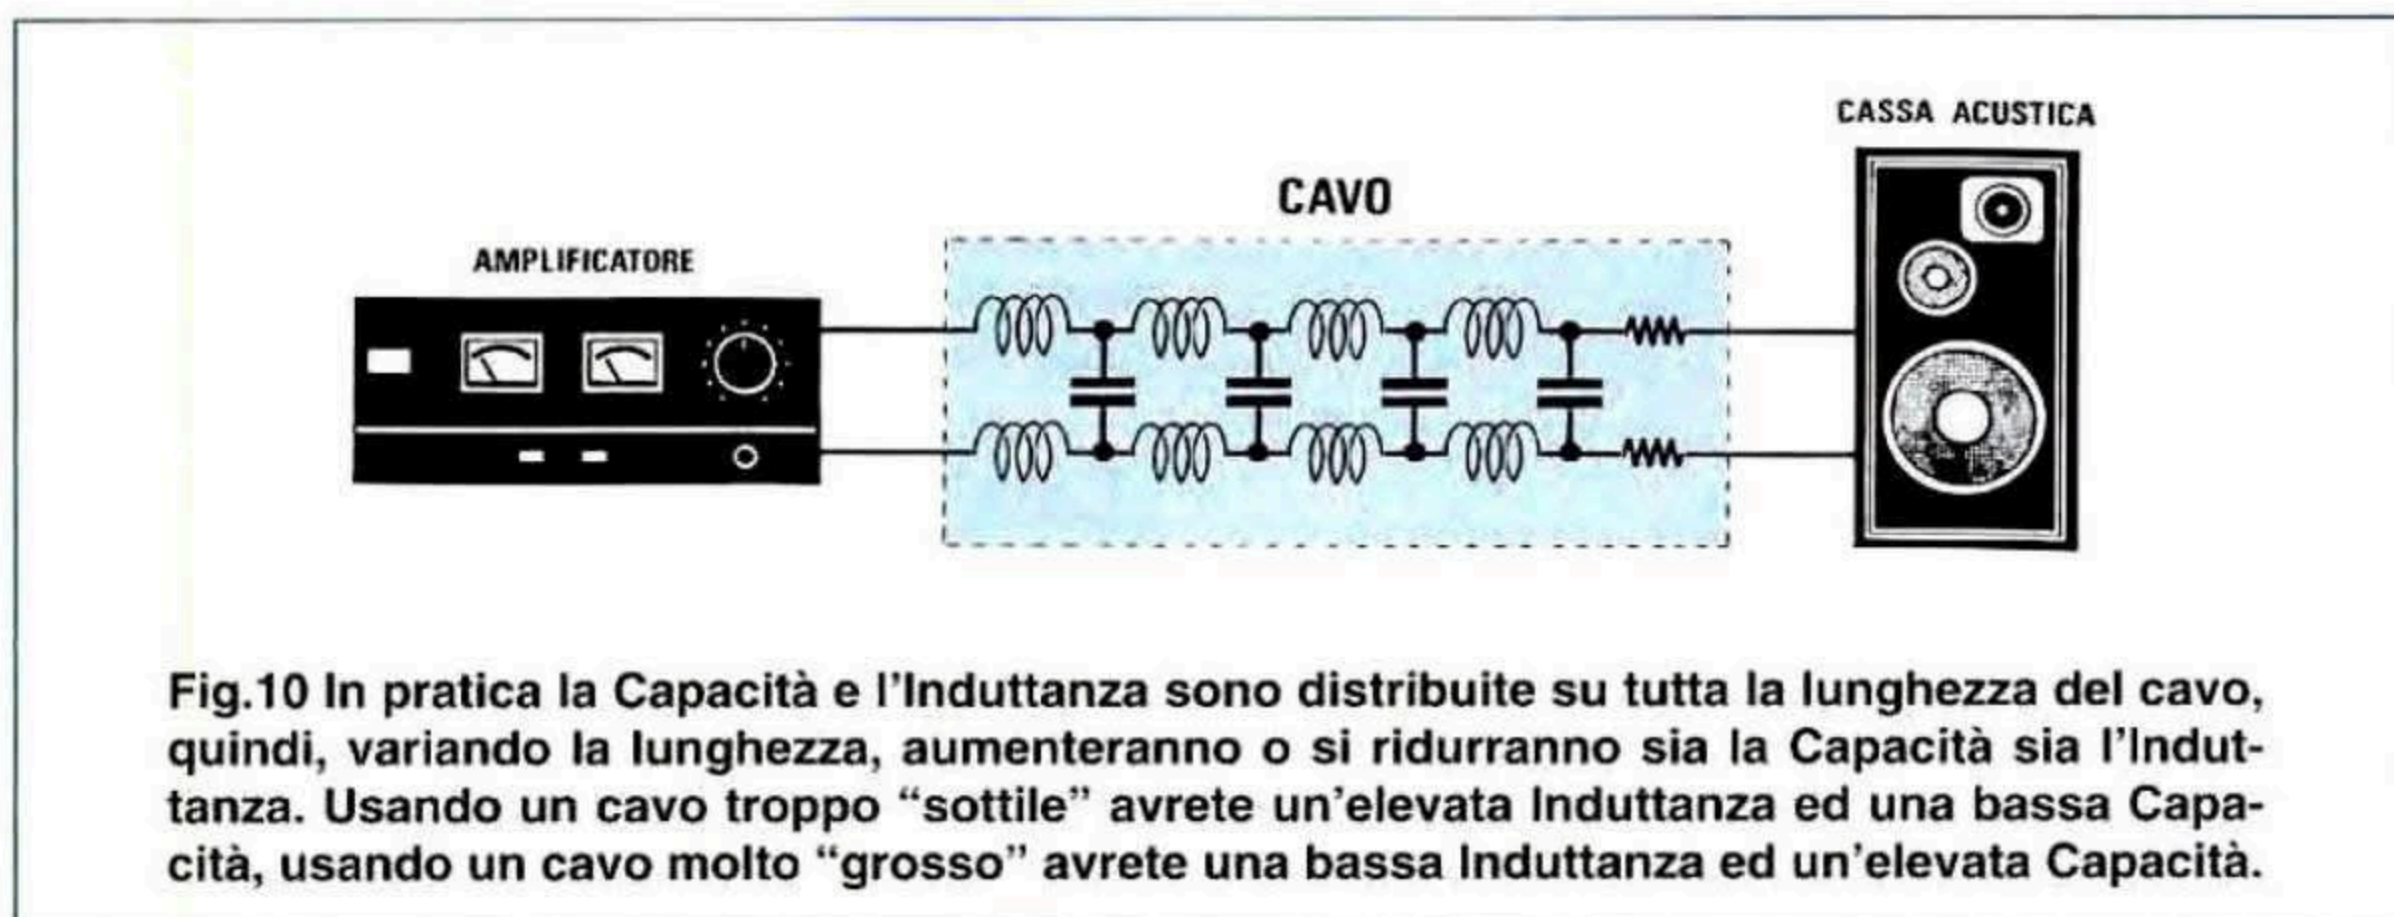 CASSA ACUSTICA
CAVO
AMPLIFICATORE
Fig.10 In pratica la Capacità e l'Induttanza sono distribuite su tutta la lunghezza del cavo,
quindi, variando la lunghezza, aumenteranno o si ridurranno sia la Capacità sia l'Indut-
tanza. Usando un cavo troppo “sottile” avrete un'elevata Induttanza ed una bassa Capa-
cità, usando un cavo molto “grosso” avrete una bassa Induttanza ed un'elevata Capacità.